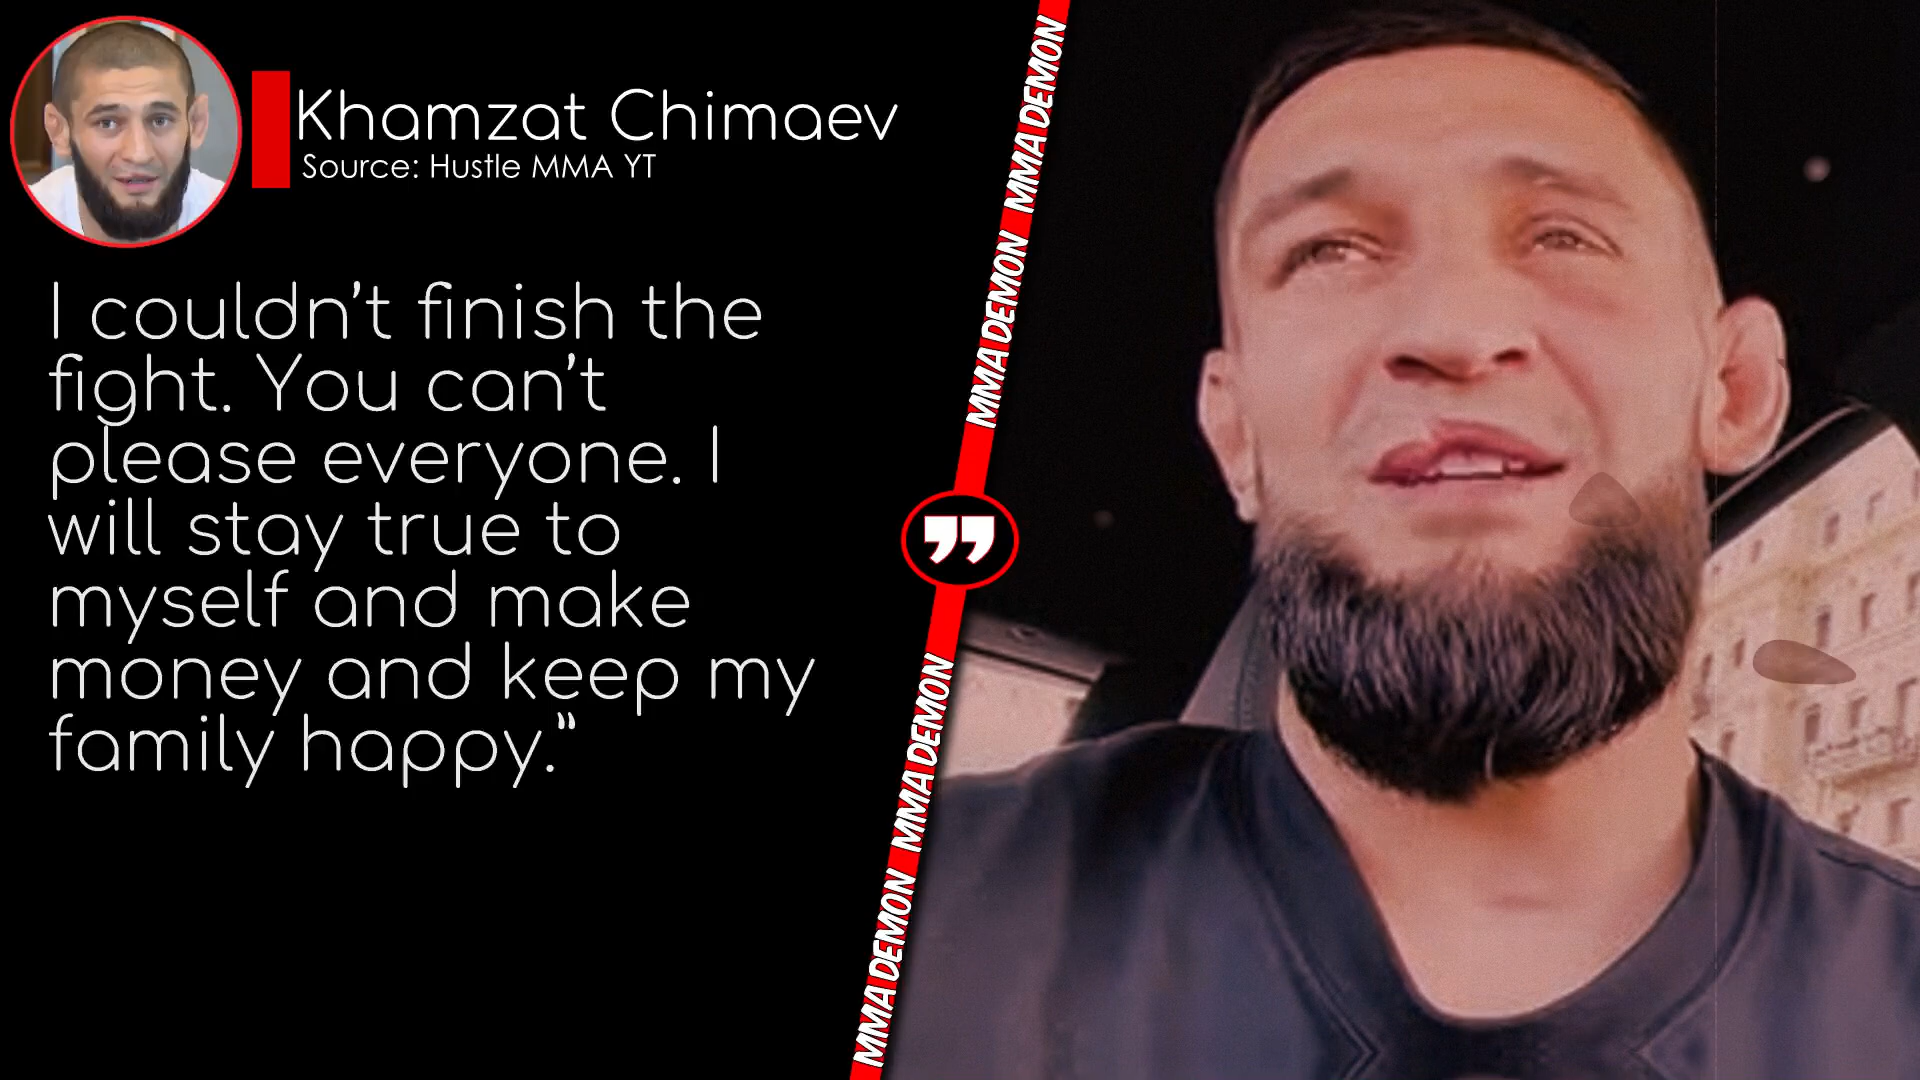 Khamzat Chimaev
Source: Hustle MMA YT
I couldn't finish the
fight. You can't
please everyone. I
will stay true to
myself and make
money and keep my
family happy.”
MMA DEMON MMA DEMON
MMA DEMON MMA DEMON